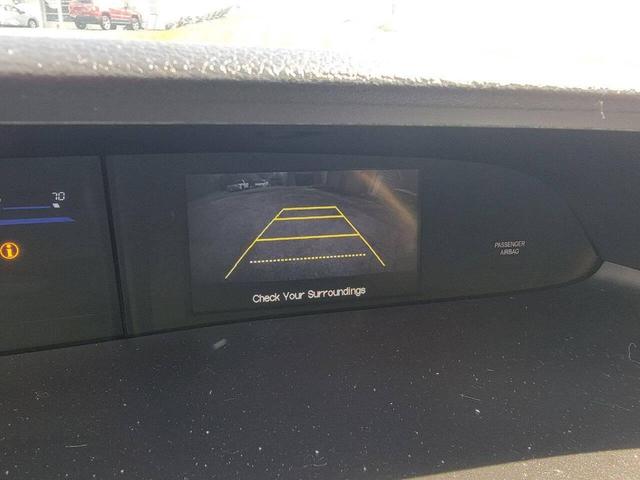 70
i
Check Your Surroundings
PASSENGER
AIRBAG